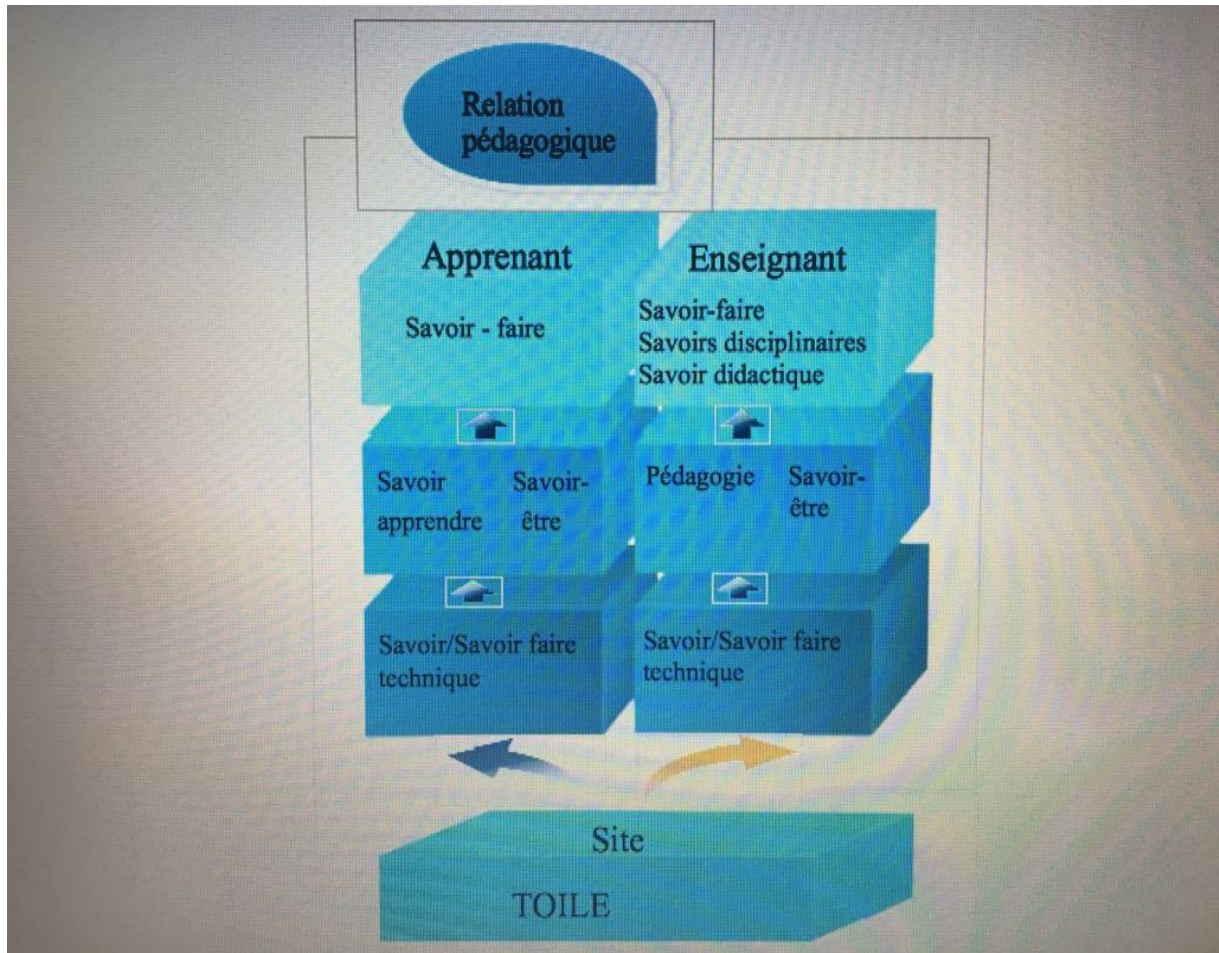 Relation
pédagogique
Apprenant
Savoir - faire
Enseignant
Savoir-faire
Savoirs disciplinaires
Savoir didactique
Savoir
apprendre
Savoir-
être
Pédagogie
Savoir-
être
Savoir/Savoir faire
technique
Savoir/Savoir faire
technique
Site
TOILE